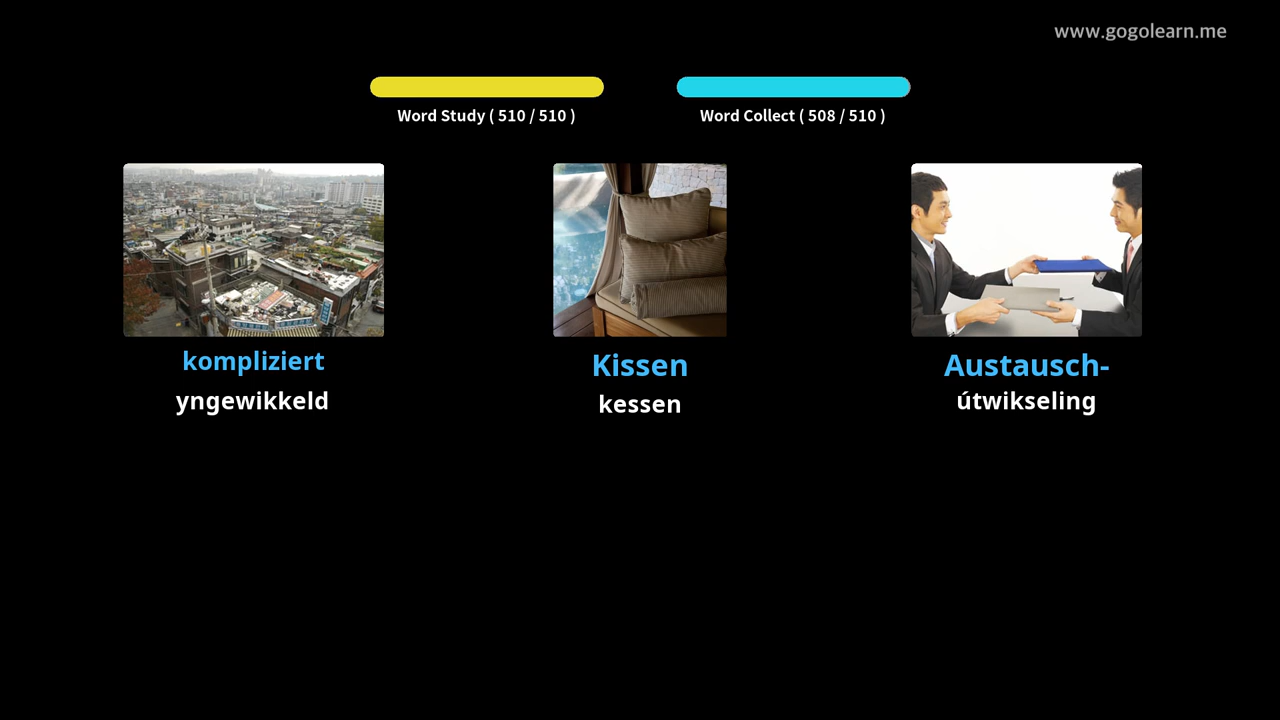 www.gogolearn.me
Word Study ( 510 / 510 )
Word Collect ( 508 / 510 )
kompliziert
yngewikkeld
Kissen
kessen
Austausch-
útwikseling